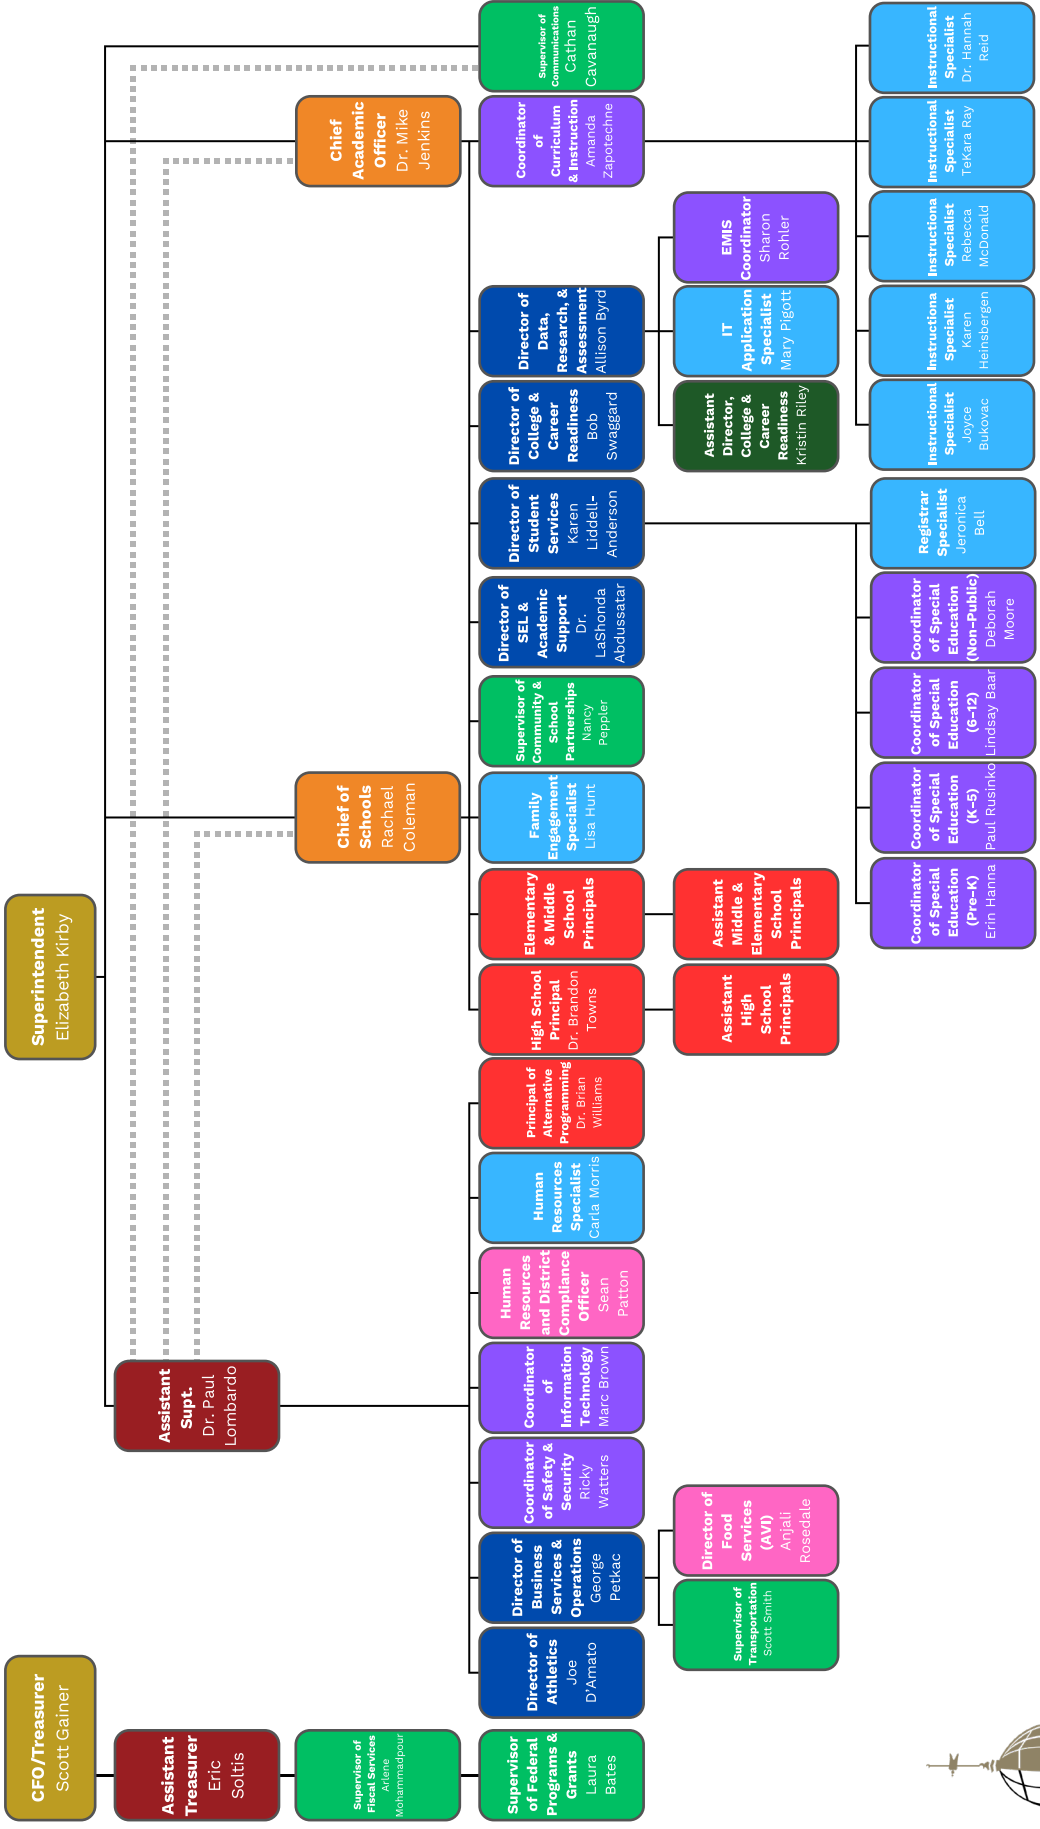 CFO/Treasurer
Scott Gainer
Superintendent
Elizabeth Kirby
Assistant
Treasurer
Eric
Soltis
Assistant
Supt.
Dr. Paul
Lombardo
Supervisor of
Fiscal Services
Arlene
Mohammadpour
Chief of
Schools
Rachael
Coleman
Chief
Academic
Officer
Dr. Mike
Jenkins
Supervisor
of Federal
Programs &
Grants
Laura
Bates
Director of
Athletics
Joe
D'Amato
Director of
Business
Services &
Operations
George
Petkac
Coordinator
of Safety &
Security
Ricky
Watters
Coordinator
of
Information
Technology
Marc Brown
Human
Resources
and District
Compliance
Officer
Sean
Patton
Human
Resources
Specialist
Carla Morris
Principal of
Alternative
Programming
Dr. Brian
Williams
High School
Principal
Dr. Brandon
Towns
Elementary
& Middle
School
Principals
Family
Engagement
Specialist
Lisa Hunt
Supervisor of
Community &
School
Partnerships
Nancy
Peppler
Director of
SEL &
Academic
Support
Dr.
LaShonda
Abdussatar
Director of
Student
Services
Karen
Liddell-
Anderson
Director of
College &
Career
Readiness
Bob
Swaggard
Director of
Data,
Research, &
Assessment
Allison Byrd
Coordinator
of
Curriculum
& Instruction
Amanda
Zapotechne
Supervisor of
Communications
Cathan
Cavanaugh
Supervisor of
Transportation
Scott Smith
Director of
Food
Services
(AVI)
Anjali
Rosedale
Assistant
High
School
Principals
Assistant
Middle &
Elementary
School
Principals
Assistant
Director,
College &
Career
Readiness
Kristin Riley
IT
Application
Specialist
Mary Pigott
EMIS
Coordinator
Sharon
Rohler
Coordinator
of Special
Education
(Pre-K)
Erin Hanna
Coordinator
of Special
Education
(K-5)
Paul Rusinko
Coordinator
of Special
Education
(6-12)
Lindsay Baar
Coordinator
of Special
Education
(Non-Public)
Deborah
Moore
Registrar
Specialist
Jeronica
Bell
Instructional
Specialist
Joyce
Bukovac
Instructiona
Specialist
Karen
Heinsbergen
Instructiona
Specialist
Rebecca
McDonald
Instructional
Specialist
TeKara Ray
Instructional
Specialist
Dr. Hannah
Reid